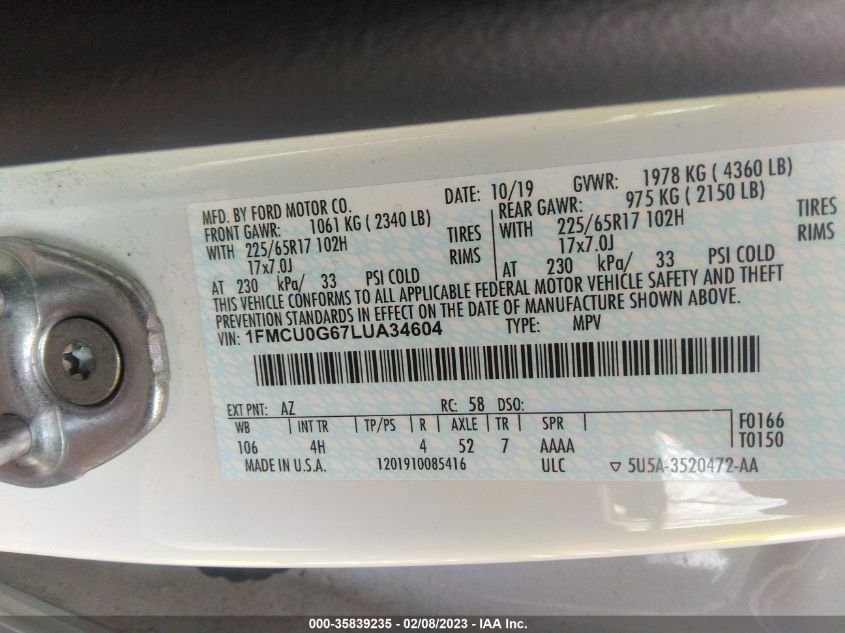 MFD. BY FORD MOTOR CO. DATE: 10/19 GVWR: 1978 KG ( 4360 LB)
FRONT GAWR: 1061 KG ( 2340 LB) REAR GAWR: 975 KG ( 2150 LB)
WITH 225/65R17 102H TIRES WITH 225/65R17 102H TIRES
17x7.0J RIMS 17x7.0J RIMS
AT 230 kPa/ 33 PSI COLD AT 230 kPa/ 33 PSI COLD
THIS VEHICLE CONFORMS TO ALL APPLICABLE FEDERAL MOTOR VEHICLE SAFETY AND THEFT
PREVENTION STANDARDS IN EFFECT ON THE DATE OF MANUFACTURE SHOWN ABOVE.
VIN: 1FMCU0G67LUA34604 TYPE: MPV
EXT PNT: AZ RC: 58 DSO:
WB INT TR TP/PS R AXLE TR SPR F0166
106 4H 4 52 7 AAAA T0150
MADE IN U.S.A. 1201910085416 ULC ▽ 5U5A-3520472-AA
000-35839235 - 02/08/2023 - IAA Inc.